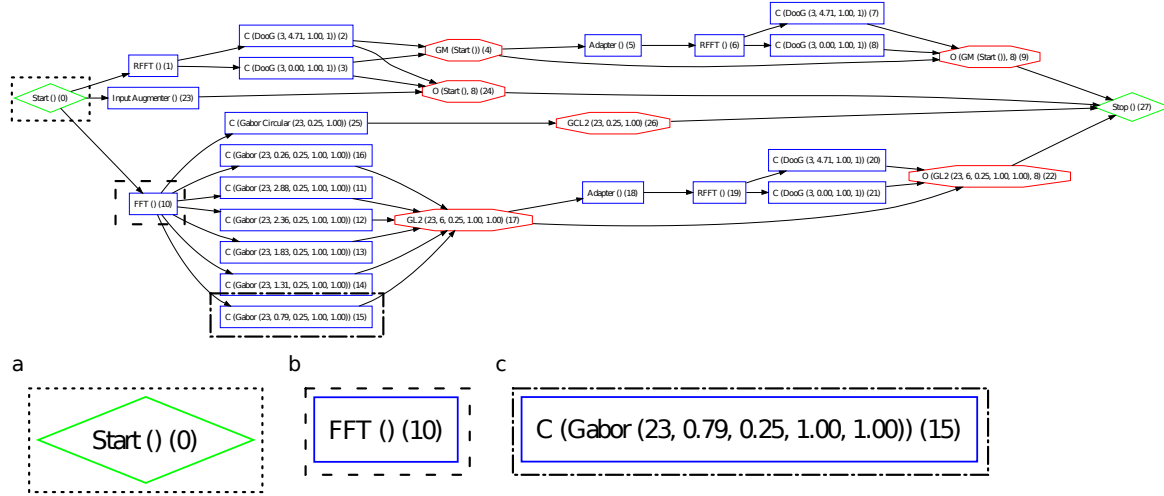 C (DooG (3, 4.71, 1.00, 1)) (2)
C (DooG (3, 4.71, 1.00, 1)) (7)
GM (Start ()) (4)
Adapter () (5)
RFFT () (6)
C (DooG (3, 0.00, 1.00, 1)) (8)
O (GM (Start ()), 8) (9)
RFFT () (1)
C (DooG (3, 0.00, 1.00, 1)) (3)
Start () (0)
Input Augmenter () (23)
O (Start (), 8) (24)
Stop () (27)
C (Gabor Circular (23, 0.25, 1.00)) (25)
GCL2 (23, 0.25, 1.00) (26)
C (Gabor (23, 0.26, 0.25, 1.00, 1.00)) (16)
C (DooG (3, 4.71, 1.00, 1)) (20)
O (GL2 (23, 6, 0.25, 1.00, 1.00), 8) (22)
C (Gabor (23, 2.88, 0.25, 1.00, 1.00)) (11)
Adapter () (18)
RFFT () (19)
C (DooG (3, 0.00, 1.00, 1)) (21)
FFT () (10)
C (Gabor (23, 2.36, 0.25, 1.00, 1.00)) (12)
GL2 (23, 6, 0.25, 1.00, 1.00) (17)
C (Gabor (23, 1.83, 0.25, 1.00, 1.00)) (13)
C (Gabor (23, 1.31, 0.25, 1.00, 1.00)) (14)
C (Gabor (23, 0.79, 0.25, 1.00, 1.00)) (15)
a
b
c
Start () (0)
FFT () (10)
C (Gabor (23, 0.79, 0.25, 1.00, 1.00)) (15)